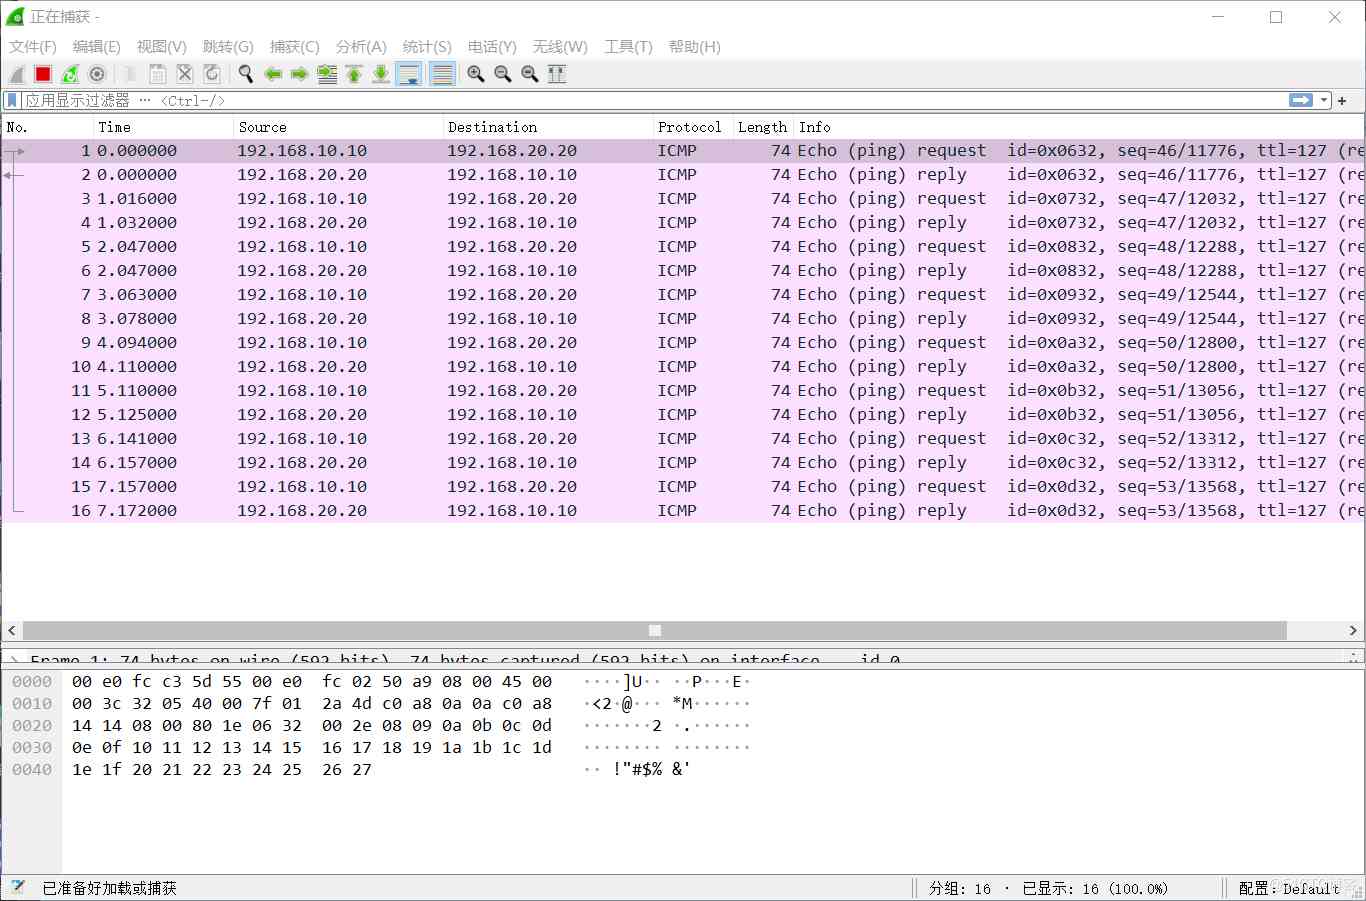 正在捕获 -
文件(F) 编辑(E) 视图(V) 跳转(G) 捕获(C) 分析(A) 统计(S) 电话(Y) 无线(W) 工具(T) 帮助(H)
应用显示过滤器 … <Ctrl-/>
No. Time Source Destination Protocol Length Info
1 0.000000 192.168.10.10 192.168.20.20 ICMP 74 Echo (ping) request id=0x0632, seq=46/11776, ttl=127 (re
2 0.000000 192.168.20.20 192.168.10.10 ICMP 74 Echo (ping) reply id=0x0632, seq=46/11776, ttl=127 (re
3 1.016000 192.168.10.10 192.168.20.20 ICMP 74 Echo (ping) request id=0x0732, seq=47/12032, ttl=127 (re
4 1.032000 192.168.20.20 192.168.10.10 ICMP 74 Echo (ping) reply id=0x0732, seq=47/12032, ttl=127 (re
5 2.047000 192.168.10.10 192.168.20.20 ICMP 74 Echo (ping) request id=0x0832, seq=48/12288, ttl=127 (re
6 2.047000 192.168.20.20 192.168.10.10 ICMP 74 Echo (ping) reply id=0x0832, seq=48/12288, ttl=127 (re
7 3.063000 192.168.10.10 192.168.20.20 ICMP 74 Echo (ping) request id=0x0932, seq=49/12544, ttl=127 (re
8 3.078000 192.168.20.20 192.168.10.10 ICMP 74 Echo (ping) reply id=0x0932, seq=49/12544, ttl=127 (re
9 4.094000 192.168.10.10 192.168.20.20 ICMP 74 Echo (ping) request id=0x0a32, seq=50/12800, ttl=127 (re
10 4.110000 192.168.20.20 192.168.10.10 ICMP 74 Echo (ping) reply id=0x0a32, seq=50/12800, ttl=127 (re
11 5.110000 192.168.10.10 192.168.20.20 ICMP 74 Echo (ping) request id=0x0b32, seq=51/13056, ttl=127 (re
12 5.125000 192.168.20.20 192.168.10.10 ICMP 74 Echo (ping) reply id=0x0b32, seq=51/13056, ttl=127 (re
13 6.141000 192.168.10.10 192.168.20.20 ICMP 74 Echo (ping) request id=0x0c32, seq=52/13312, ttl=127 (re
14 6.157000 192.168.20.20 192.168.10.10 ICMP 74 Echo (ping) reply id=0x0c32, seq=52/13312, ttl=127 (re
15 7.157000 192.168.10.10 192.168.20.20 ICMP 74 Echo (ping) request id=0x0d32, seq=53/13568, ttl=127 (re
16 7.172000 192.168.20.20 192.168.10.10 ICMP 74 Echo (ping) reply id=0x0d32, seq=53/13568, ttl=127 (re
Frame 1: 74 bytes on wire (592 bits), 74 bytes captured (592 bits) on interface -, id 0
0000 00 e0 fc c3 5d 55 00 e0 fc 02 50 a9 08 00 45 00 ····]U·· ··P···E·
0010 00 3c 32 05 40 00 7f 01 2a 4d c0 a8 0a 0a c0 a8 ·<2·@··· *M······
0020 14 14 08 00 80 1e 06 32 00 2e 08 09 0a 0b 0c 0d ·······2 ·.······
0030 0e 0f 10 11 12 13 14 15 16 17 18 19 1a 1b 1c 1d ········ ········
0040 1e 1f 20 21 22 23 24 25 26 27 ·· !"#$% &'
已准备好加载或捕获 分组: 16 · 已显示: 16 (100.0%) 配置: Default